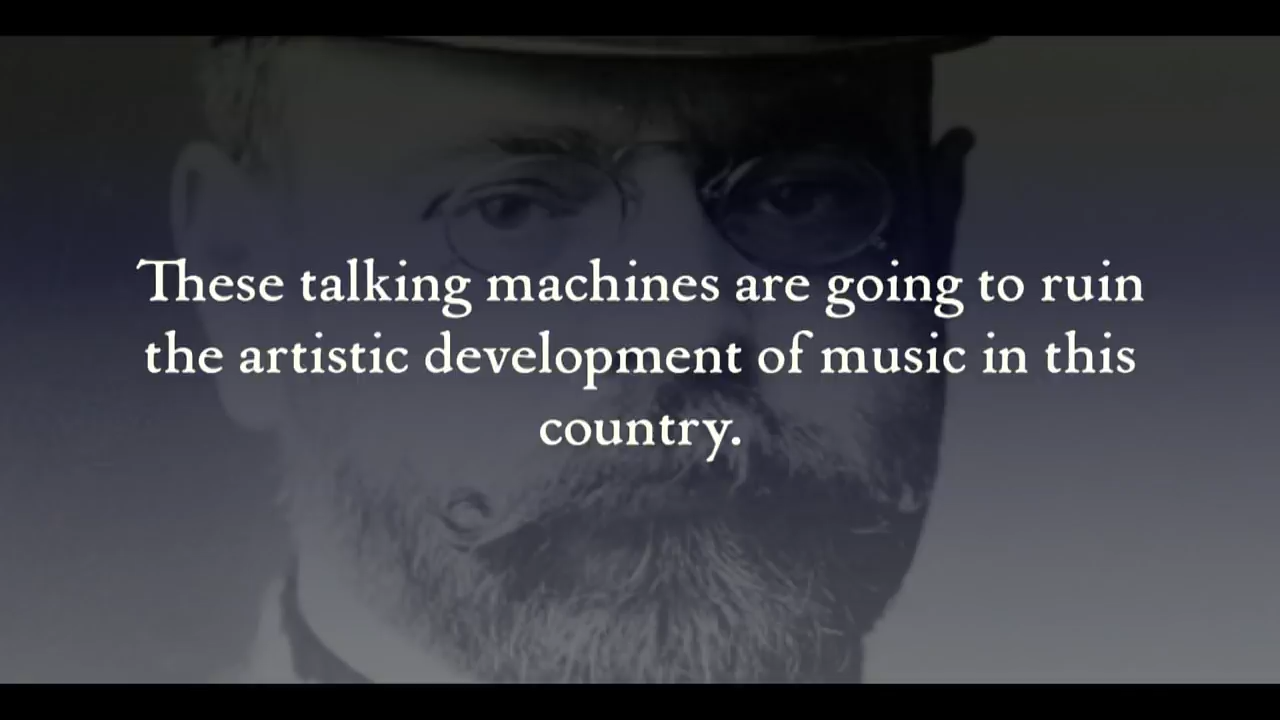 These talking machines are going to ruin
the artistic development of music in this
country.